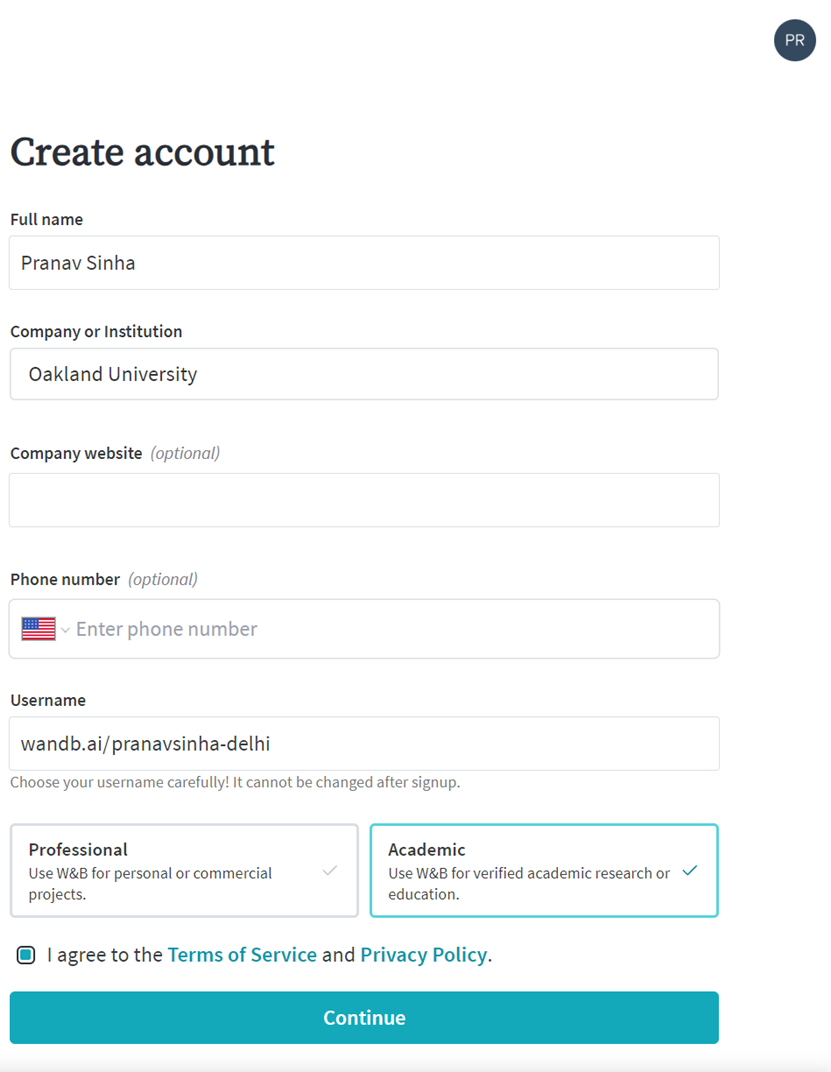 PR
Create account
Full name
Pranav Sinha
Company or Institution
Oakland University
Company website (optional)
Phone number (optional)
Enter phone number
Username
wandb.ai/pranavsinha-delhi
Choose your username carefully! It cannot be changed after signup.
Professional
Use W&B for personal or commercial
projects.
Academic
Use W&B for verified academic research or
education.
I agree to the Terms of Service and Privacy Policy.
Continue